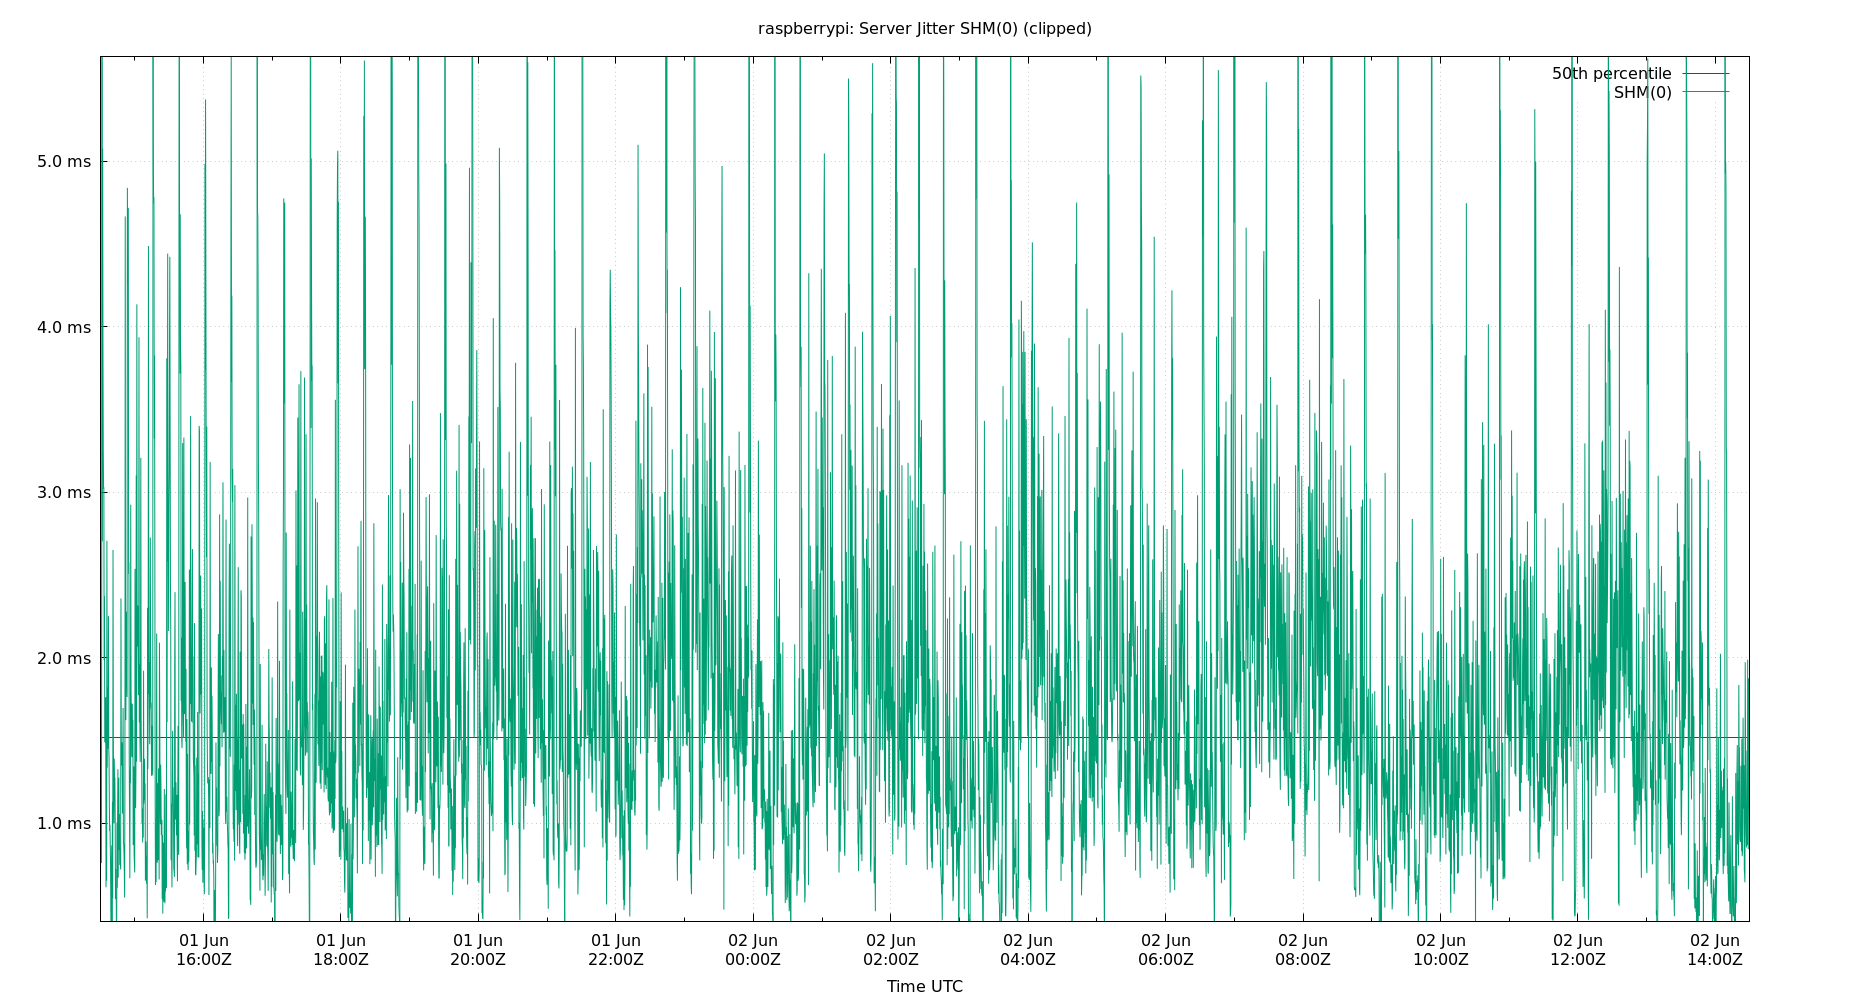 raspberrypi: Server Jitter SHM(0) (clipped)
50th percentile
SHM(0)
5.0 ms
4.0 ms
3.0 ms
2.0 ms
1.0 ms
01 Jun 01 Jun 01 Jun 01 Jun 02 Jun 02 Jun 02 Jun 02 Jun 02 Jun 02 Jun 02 Jun 02 Jun
16:00Z 18:00Z 20:00Z 22:00Z 00:00Z 02:00Z 04:00Z 06:00Z 08:00Z 10:00Z 12:00Z 14:00Z
Time UTC